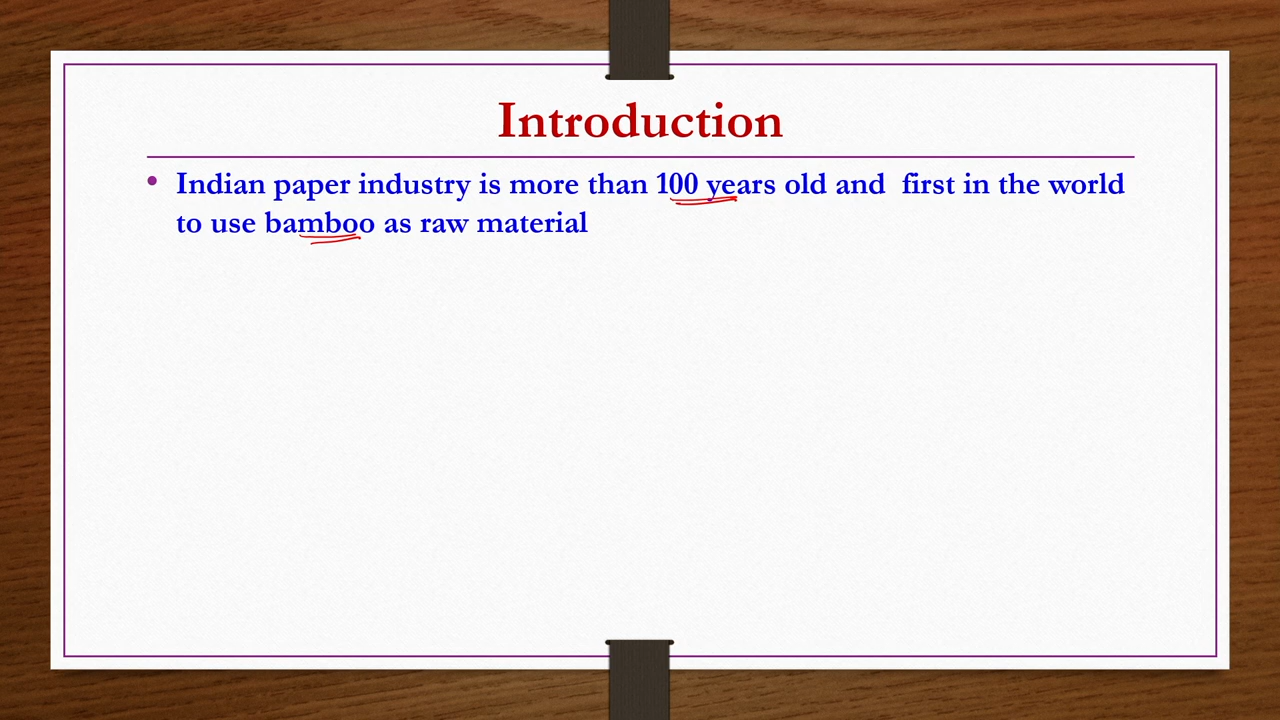 Introduction
• Indian paper industry is more than 100 years old and  first in the world
to use bamboo as raw material